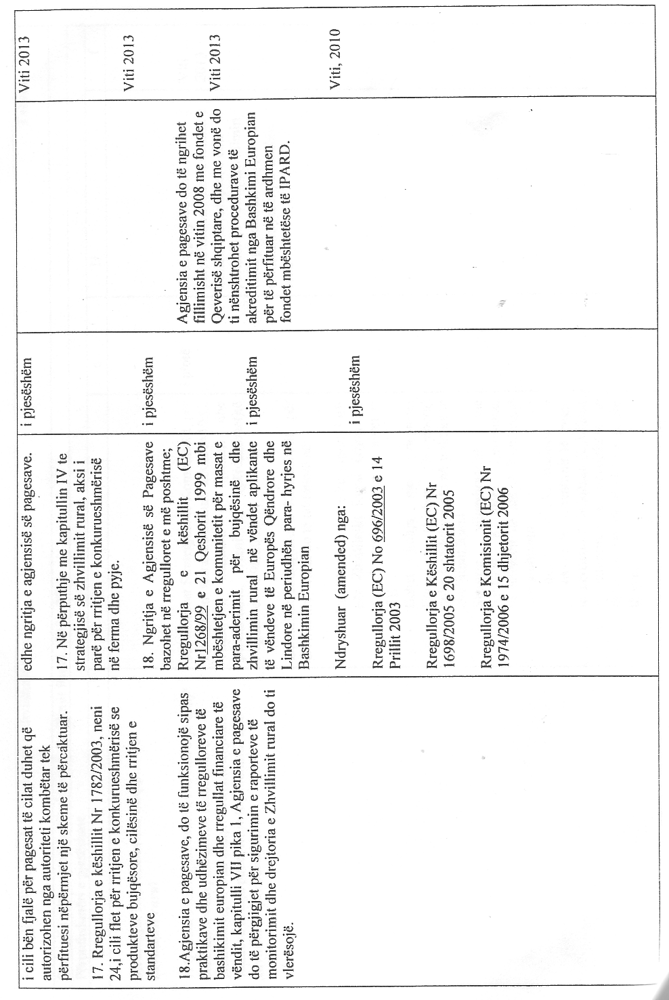 i cili bën fjalë për pagesat të cilat duhet që
autorizohen nga autoriteti kombëtar tek
përfituesi nëpërmjet një skeme të përcaktuar.
17. Rregullorja e këshillit Nr 1782/2003, neni
24,i cili flet për rritjen e konkurueshmërisë se
produkteve bujqësore, cilësinë dhe rritjen e
standarteve
18.Agjensia e pagesave, do të funksionojë sipas
praktikave dhe udhëzimeve të rregulloreve të
bashikimit europian dhe rregullat financiare të
vëndit, kapitulli VII pika 1, Agjensia e pagesave
do të përgjigjet për sigurimin e raporteve të
monitorimit dhe drejtoria e Zhvillimit rural do ti
vlerësojë.
edhe ngritja e agjensisë së pagesave.
17. Në përputhje me kapitullin IV te
strategjisë së zhvillimit rural, aksi i
parë për rritjen e konkurueshmërisë
në ferma dhe pyje.
18. Ngritja e Agjensisë së Pagesave
bazohet në rregulloret e më poshtme;
Rregullorja e këshillit (EC)
Nr1268/99 e 21 Qeshorit 1999 mbi
mbështetjen e komunitetit për masat e
para-aderimit për bujqësinë dhe
zhvillimin rural në vëndet aplikante
të vëndeve të Europës Qëndrore dhe
Lindore në periudhën para- hyrjes në
Bashkimin Europian
Ndryshuar (amended) nga:
Rregullorja (EC) No 696/2003 e 14
Prillit 2003
Rregullorja e Këshillit (EC) Nr
1698/2005 e 20 shtatorit 2005
Rregullorja e Komisionit (EC) Nr
1974/2006 e 15 dhjetorit 2006
i pjesëshëm
i pjesëshëm
i pjesëshëm
i pjesëshëm
Agjensia e pagesave do të ngrihet
fillimisht në vitin 2008 me fondet e
Qeverisë shqiptare, dhe me vonë do
ti nënshtrohet procedurave të
akreditimit nga Bashkimi Europian
për të përfituar në të ardhmen
fondet mbështetëse të IPARD.
Viti 2013
Viti 2013
Viti 2013
Viti, 2010